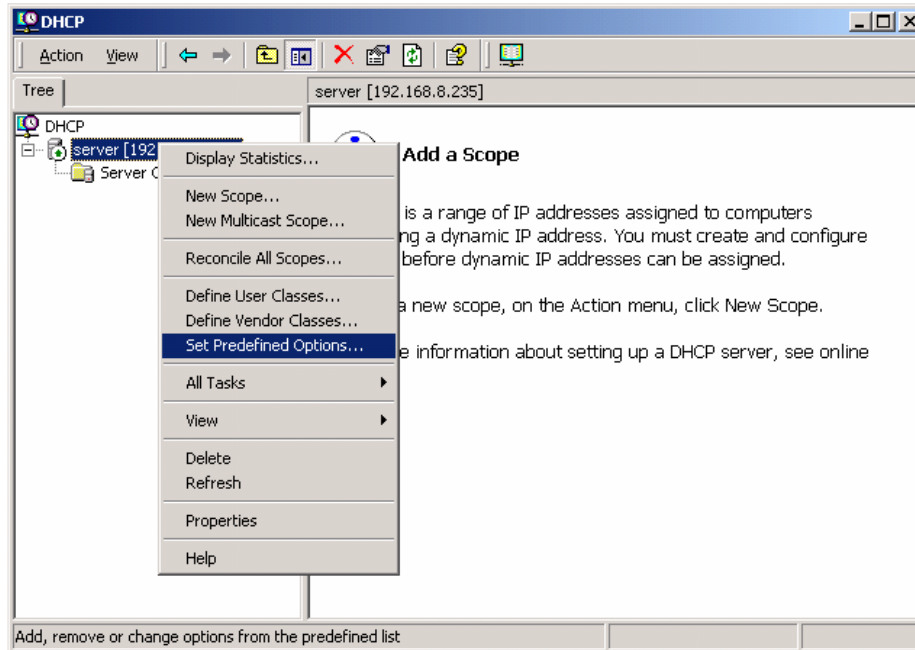 DHCP
Action View
Tree
server [192.168.8.235]
DHCP
server [192
Server
Add a Scope
is a range of IP addresses assigned to computers
ng a dynamic IP address. You must create and configure
before dynamic IP addresses can be assigned.
a new scope, on the Action menu, click New Scope.
e information about setting up a DHCP server, see online
Display Statistics...
New Scope...
New Multicast Scope...
Reconcile All Scopes...
Define User Classes...
Define Vendor Classes...
Set Predefined Options...
All Tasks
View
Delete
Refresh
Properties
Help
Add, remove or change options from the predefined list